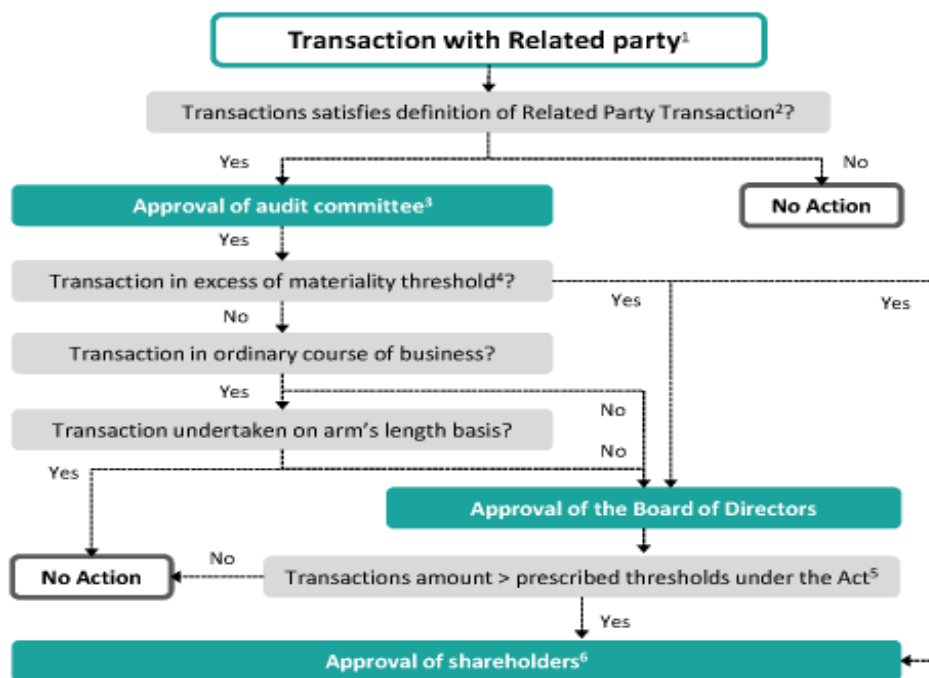 Transaction with Related party¹
Transactions satisfies definition of Related Party Transaction²?
Yes
No
Approval of audit committee³
No Action
Yes
Transaction in excess of materiality threshold⁴?
Yes
Yes
No
Transaction in ordinary course of business?
Yes
No
Transaction undertaken on arm's length basis?
No
Yes
Approval of the Board of Directors
No Action
No
Transactions amount > prescribed thresholds under the Act⁵
Yes
Approval of shareholders⁶